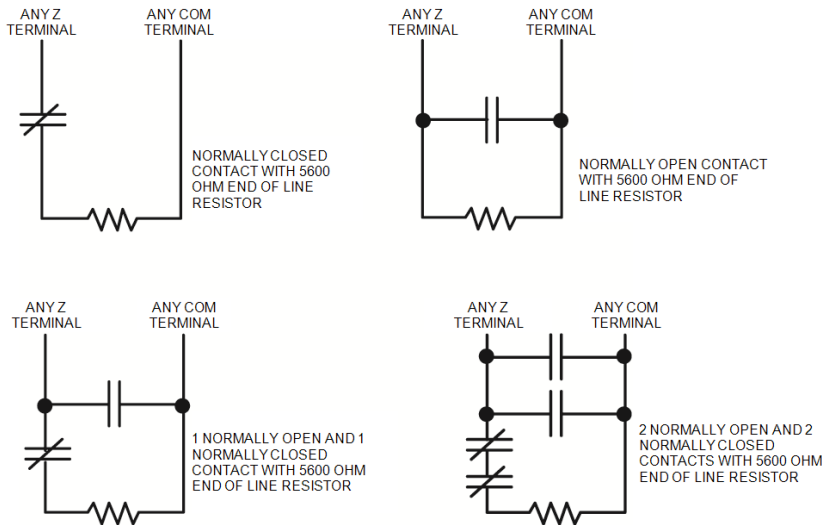 ANY Z
TERMINAL
ANY COM
TERMINAL
NORMALLY CLOSED
CONTACT WITH 5600
OHM END OF LINE
RESISTOR
ANY Z
TERMINAL
ANY COM
TERMINAL
NORMALLY OPEN CONTACT
WITH 5600 OHM END OF
LINE RESISTOR
ANY Z
TERMINAL
ANY COM
TERMINAL
1 NORMALLY OPEN AND 1
NORMALLY CLOSED
CONTACT WITH 5600 OHM
END OF LINE RESISTOR
ANY Z
TERMINAL
ANY COM
TERMINAL
2 NORMALLY OPEN AND 2
NORMALLY CLOSED
CONTACTS WITH 5600 OHM
END OF LINE RESISTOR